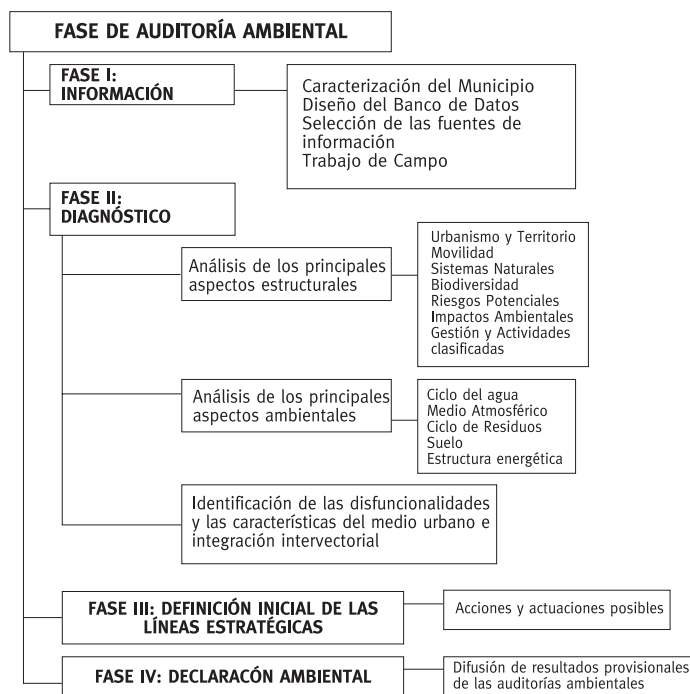 FASE DE AUDITORÍA AMBIENTAL
FASE I:
INFORMACIÓN
Caracterización del Municipio
Diseño del Banco de Datos
Selección de las fuentes de
información
Trabajo de Campo
FASE II:
DIAGNÓSTICO
Análisis de los principales
aspectos estructurales
Urbanismo y Territorio
Movilidad
Sistemas Naturales
Biodiversidad
Riesgos Potenciales
Impactos Ambientales
Gestión y Actividades
clasificadas
Análisis de los principales
aspectos ambientales
Ciclo del agua
Medio Atmosférico
Ciclo de Residuos
Suelo
Estructura energética
Identificación de las disfuncionalidades
y las características del medio urbano e
integración intervectorial
FASE III: DEFINICIÓN INICIAL DE LAS
LÍNEAS ESTRATÉGICAS
Acciones y actuaciones posibles
FASE IV: DECLARACÓN AMBIENTAL
Difusión de resultados provisionales
de las auditorías ambientales